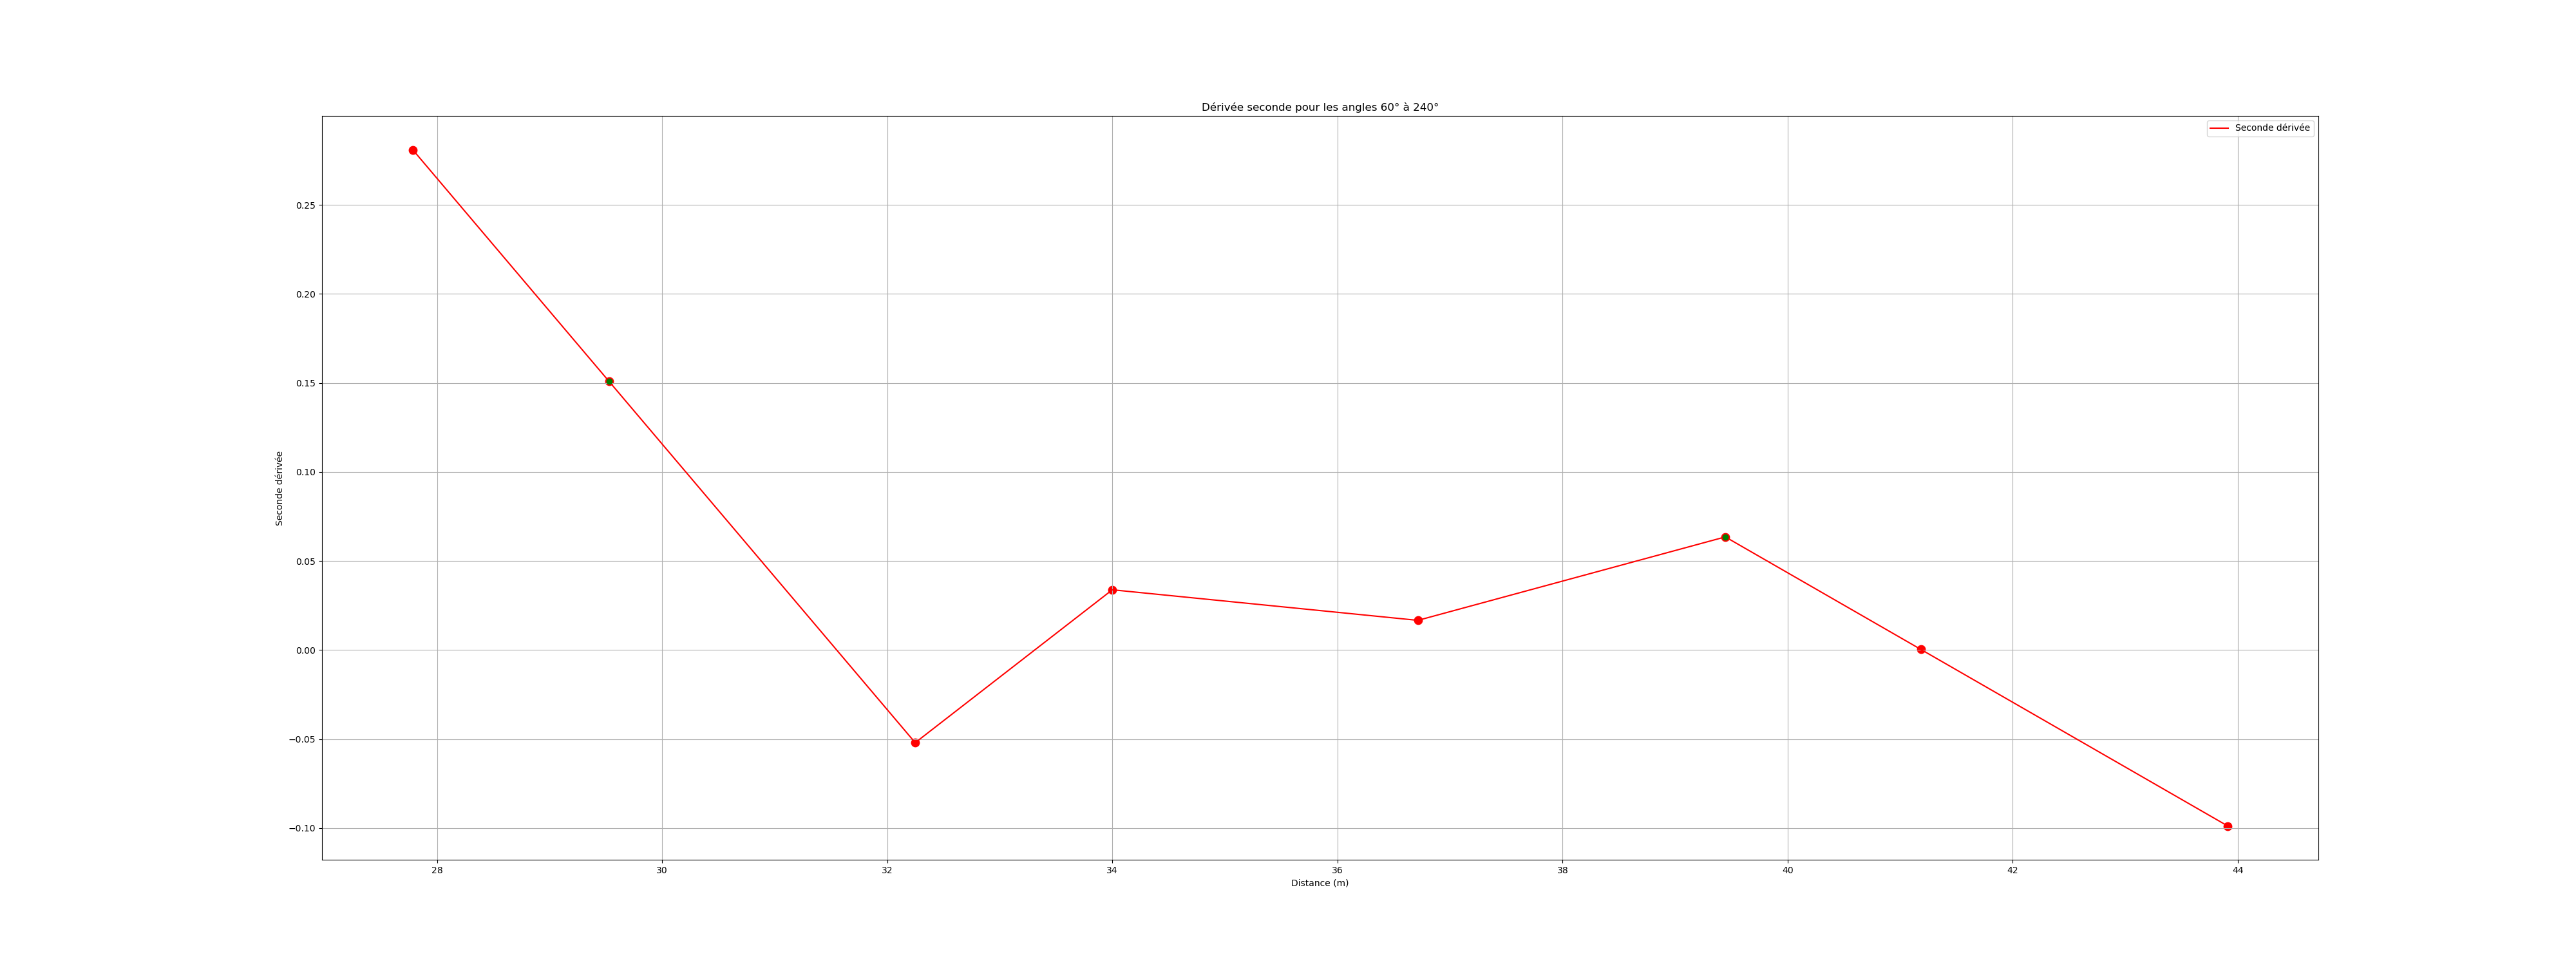 Dérivée seconde pour les angles 60° à 240°
Seconde dérivée
0.25
0.20
0.15
0.10
0.05
0.00
−0.05
−0.10
Seconde dérivée
28 30 32 34 36 38 40 42 44
Distance (m)